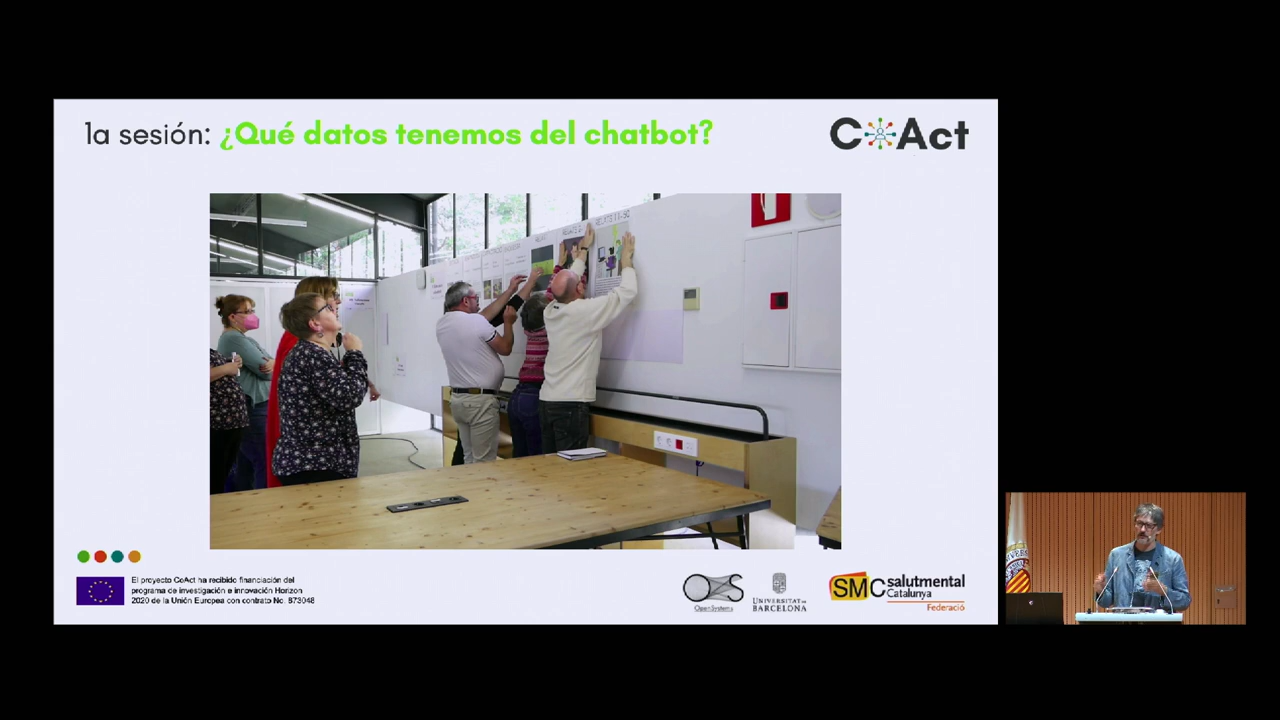 1a sesión: ¿Qué datos tenemos del chatbot?
CoAct
El proyecto CoAct ha recibido financiación del
programa de investigación e innovación Horizon
2020 de la Unión Europea con contrato No. 873048
OpenSystems
UNIVERSITAT DE
BARCELONA
SMC salutmental
Catalunya
Federació